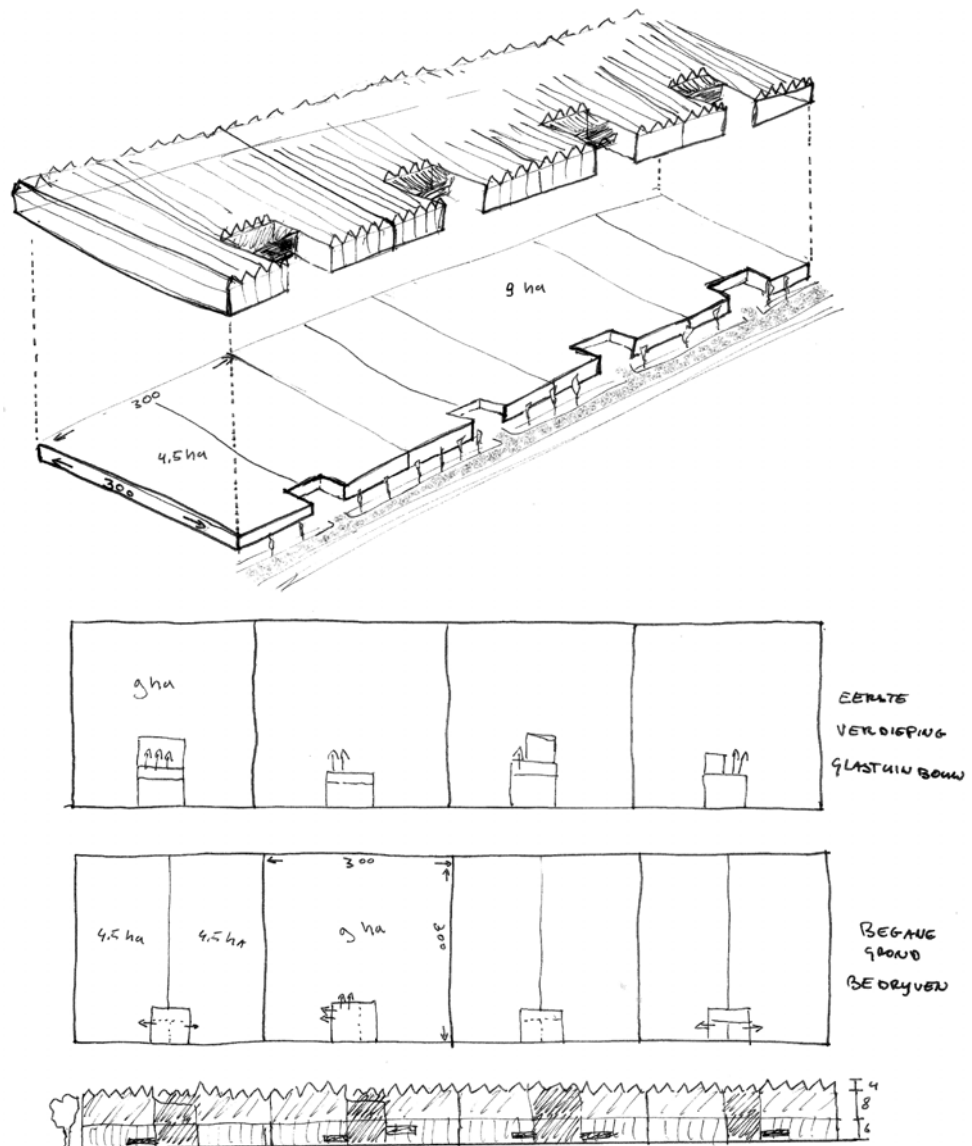 9 ha
300
4,5 ha
300
9 ha
EERSTE
VERDIEPING
GLASTUINBOUW
300
4.5 ha
4.5 ha
9 ha
300
BEGANE
GROND
BEDRYVEN
4
8
6